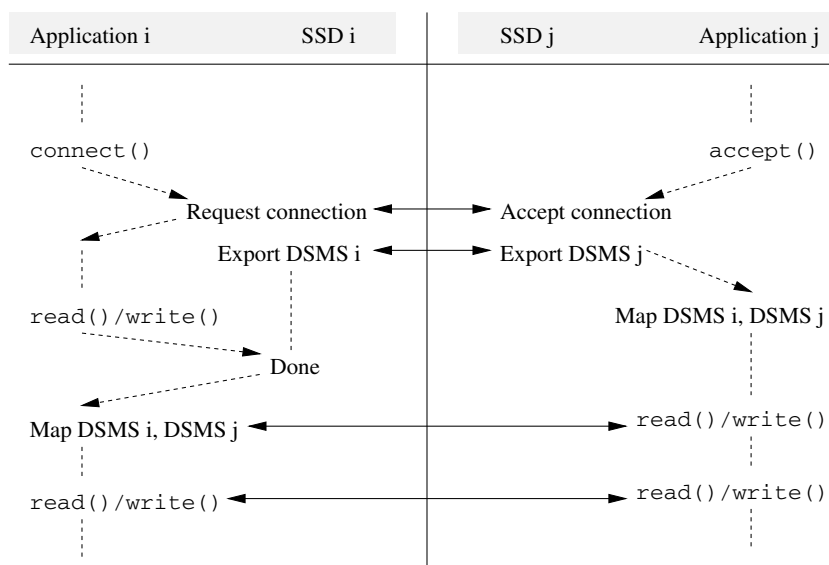 Application i SSD i SSD j Application j
connect() accept()
Request connection Accept connection
Export DSMS i Export DSMS j
read()/write() Map DSMS i, DSMS j
Done
Map DSMS i, DSMS j read()/write()
read()/write() read()/write()